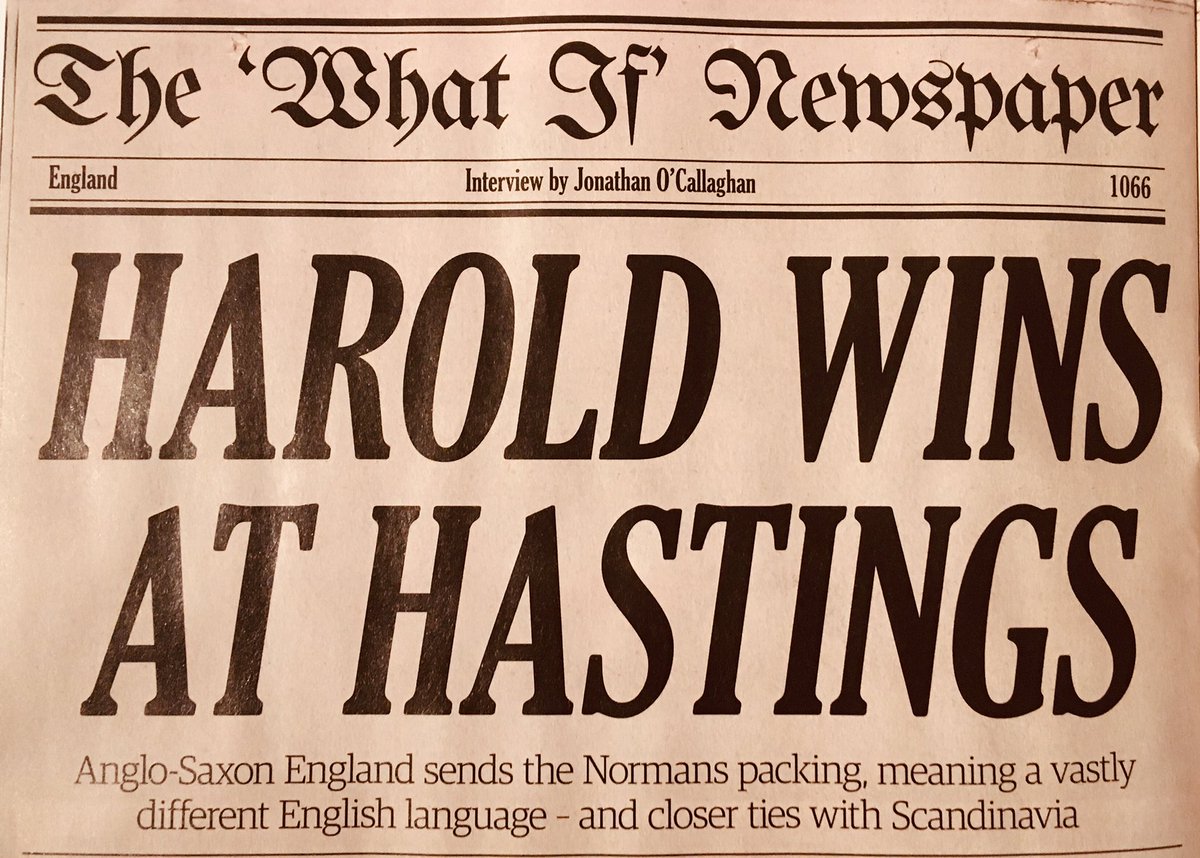 The ‘What If’ Newspaper
England Interview by Jonathan O’Callaghan 1066
HAROLD WINS
AT HASTINGS
Anglo-Saxon England sends the Normans packing, meaning a vastly
different English language – and closer ties with Scandinavia